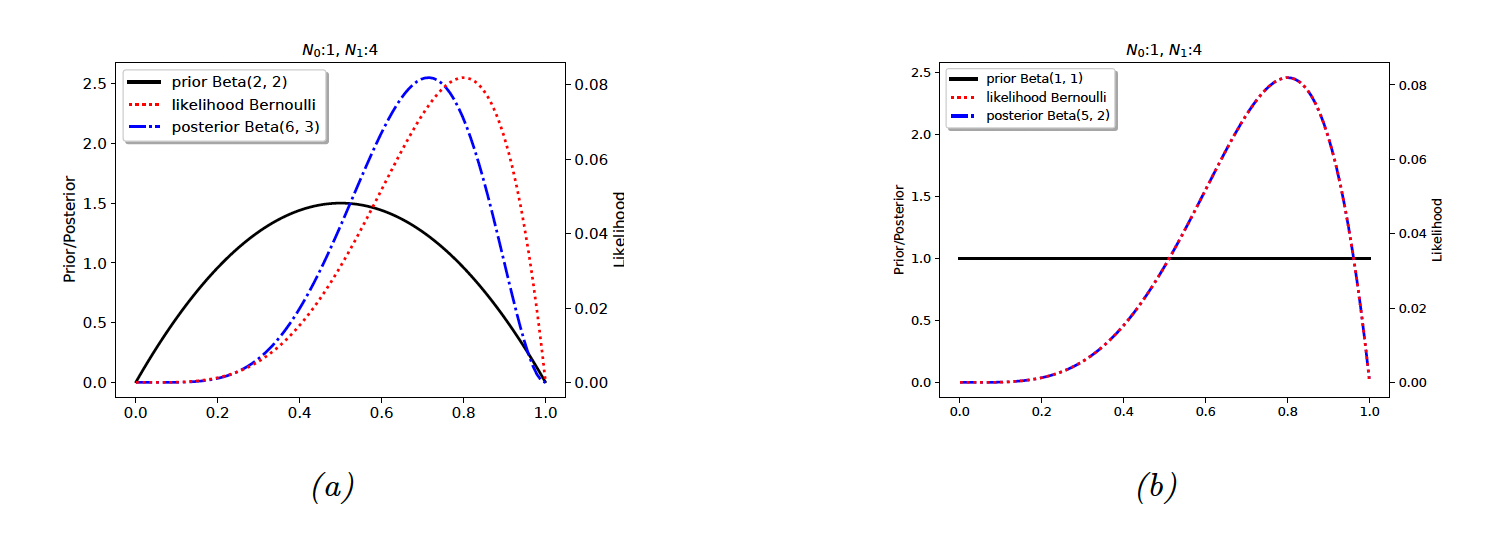 N₀:1, N₁:4
prior Beta(2, 2)
likelihood Bernoulli
posterior Beta(6, 3)
Prior/Posterior
2.5
2.0
1.5
1.0
0.5
0.0
0.0 0.2 0.4 0.6 0.8 1.0
0.08
0.06
0.04
0.02
0.00
Likelihood
(a)
N₀:1, N₁:4
prior Beta(1, 1)
likelihood Bernoulli
posterior Beta(5, 2)
Prior/Posterior
2.5
2.0
1.5
1.0
0.5
0.0
0.0 0.2 0.4 0.6 0.8 1.0
0.08
0.06
0.04
0.02
0.00
Likelihood
(b)